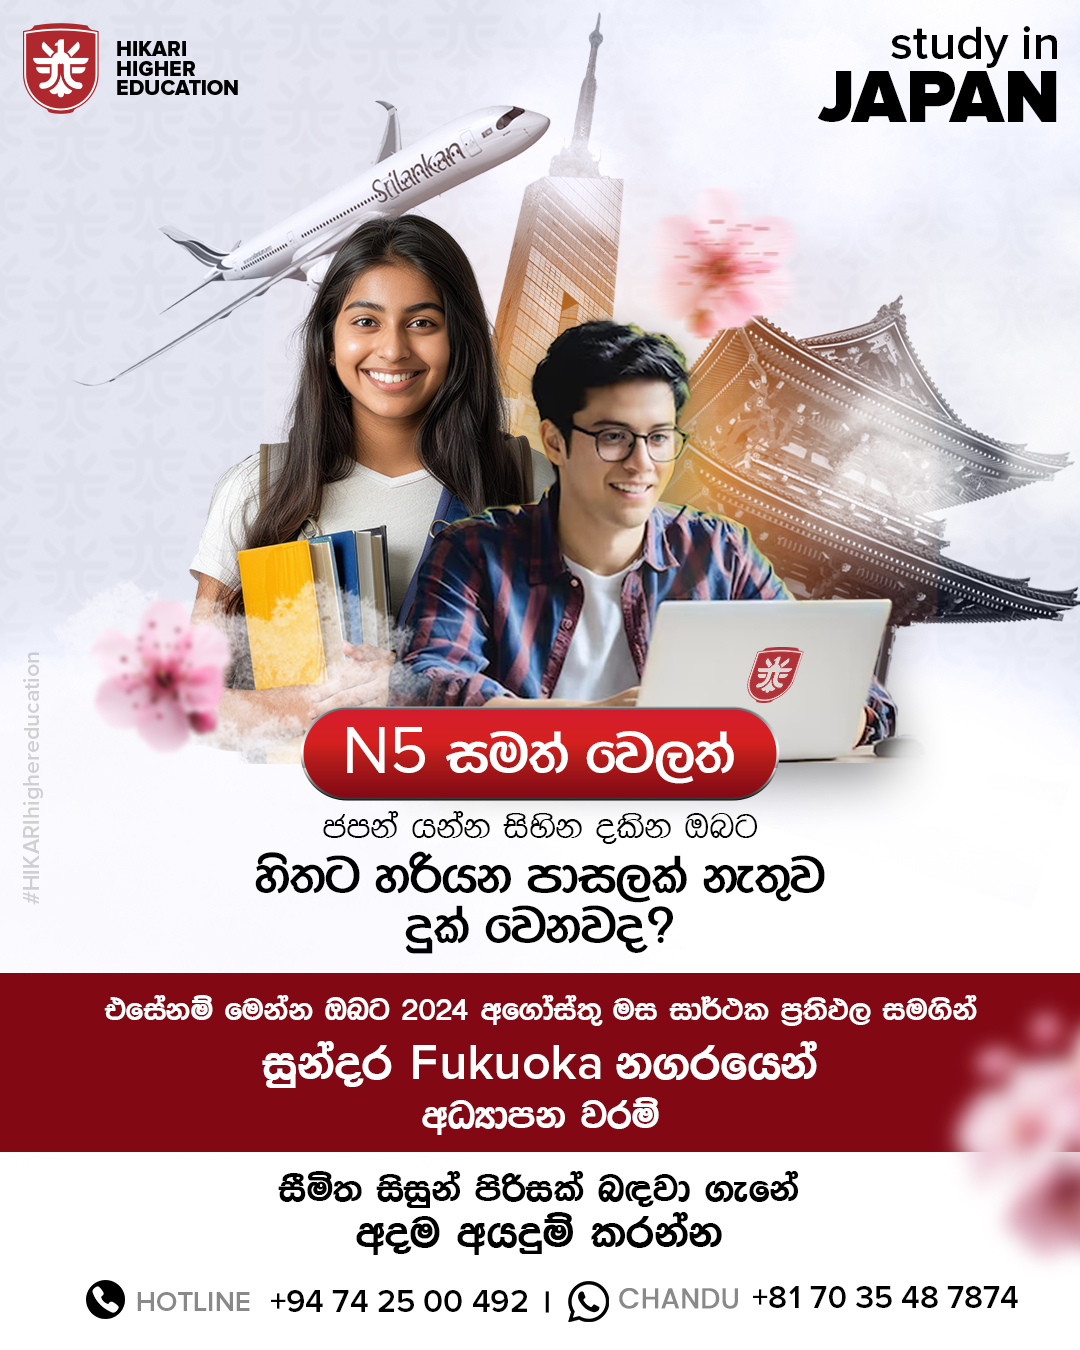 HIKARI
HIGHER
EDUCATION
study in
JAPAN
SriLankan
#HIKARIhighereducation
N5 සමත් වෙලත්
ජපන් යන්න සිහින දකින ඔබට
හිතට හරියන පාසලක් නැතුව
දුක් වෙනවද?
එසේනම් මෙන්න ඔබට 2024 අගෝස්තු මස සාර්ථක ප්‍රතිඵල සමගින්
සුන්දර Fukuoka නගරයෙන්
අධ්‍යාපන වරම්
සීමිත සිසුන් පිරිසක් බඳවා ගැනේ
අදම අයදුම් කරන්න
HOTLINE +94 74 25 00 492 | CHANDU +81 70 35 48 7874